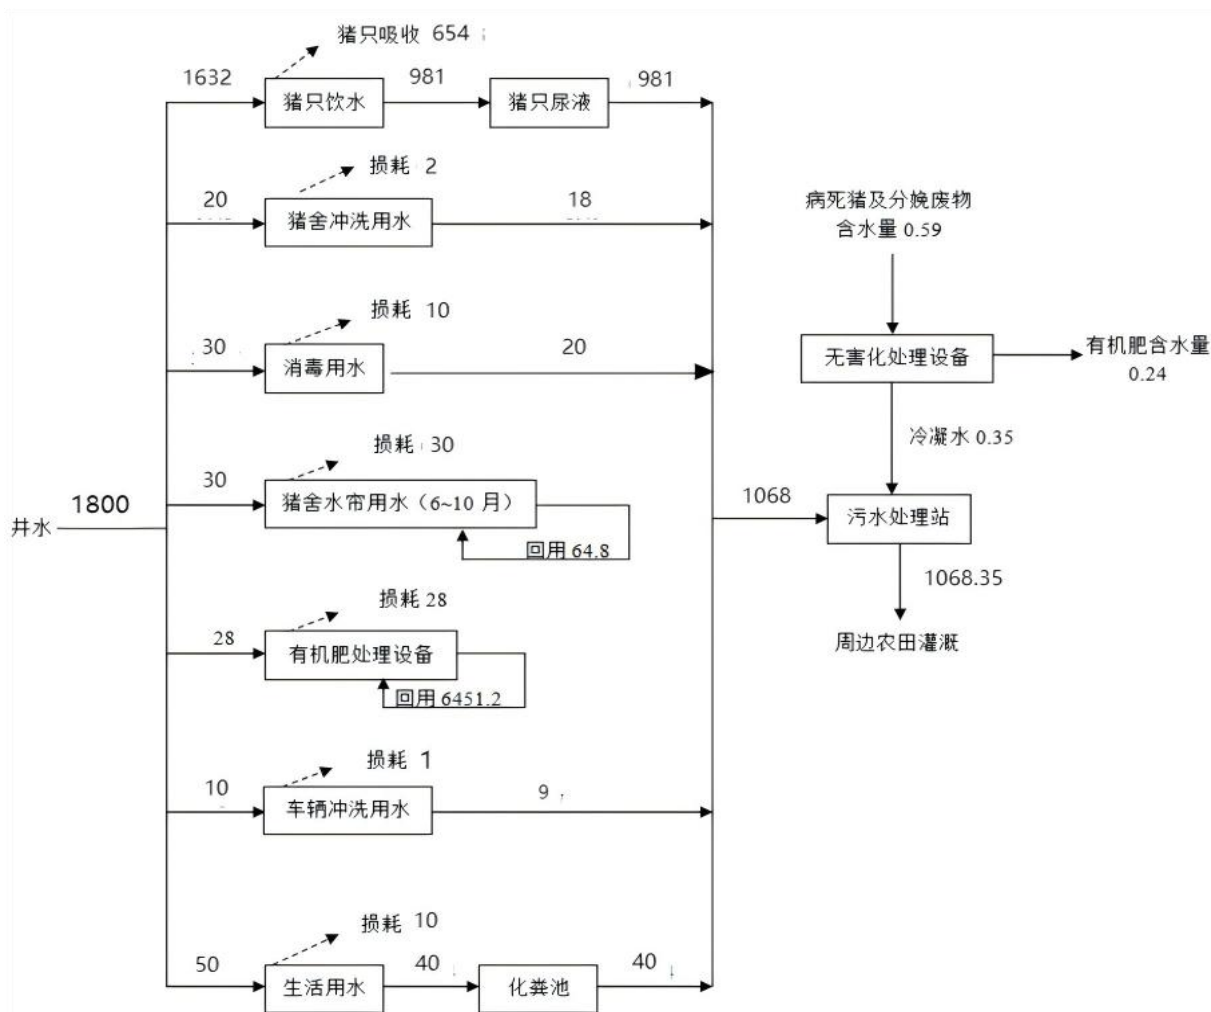 猪只吸收 654
1632
猪只饮水
981
猪只尿液
981
损耗 2
20
猪舍冲洗用水
18
病死猪及分娩废物
含水量 0.59
损耗 10
30
消毒用水
20
无害化处理设备
有机肥含水量
0.24
冷凝水 0.35
损耗 30
30
猪舍水帘用水（6~10 月）
回用 64.8
井水
1800
1068
污水处理站
1068.35
周边农田灌溉
损耗 28
28
有机肥处理设备
回用 6451.2
损耗 1
10
车辆冲洗用水
9
损耗 10
50
生活用水
40
化粪池
40